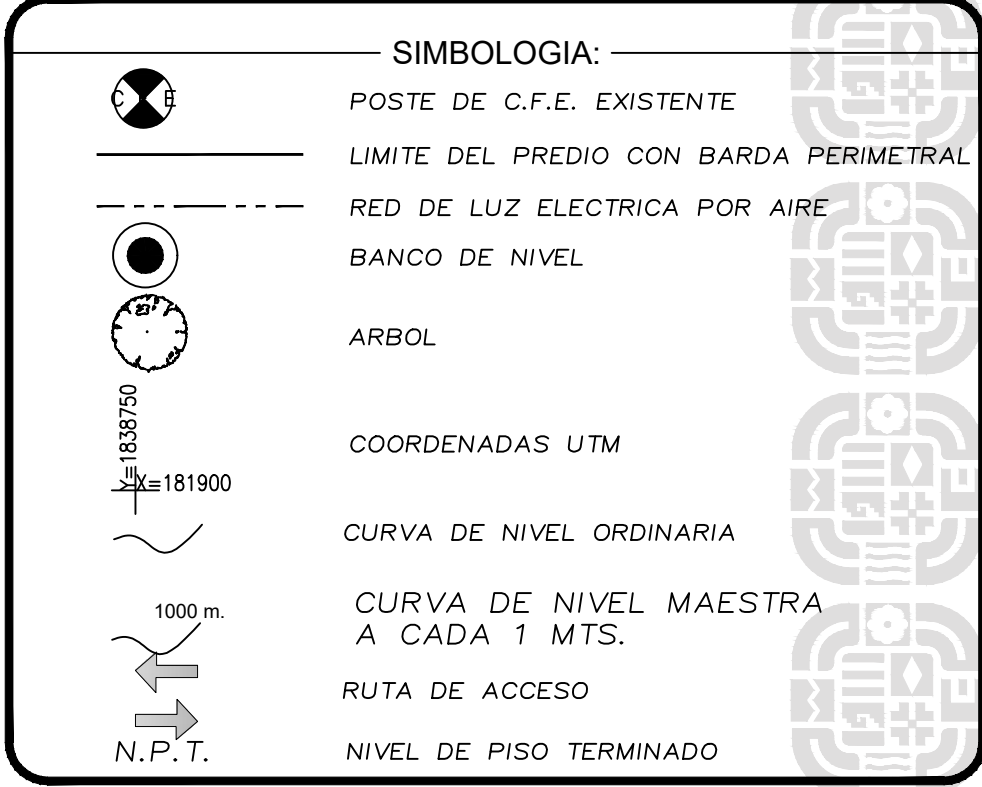 SIMBOLOGIA:
C E POSTE DE C.F.E. EXISTENTE
LIMITE DEL PREDIO CON BARDA PERIMETRAL
RED DE LUZ ELECTRICA POR AIRE
BANCO DE NIVEL
ARBOL
Y=1838750
COORDENADAS UTM
X=181900
CURVA DE NIVEL ORDINARIA
1000 m.
CURVA DE NIVEL MAESTRA
A CADA 1 MTS.
RUTA DE ACCESO
N.P.T. NIVEL DE PISO TERMINADO